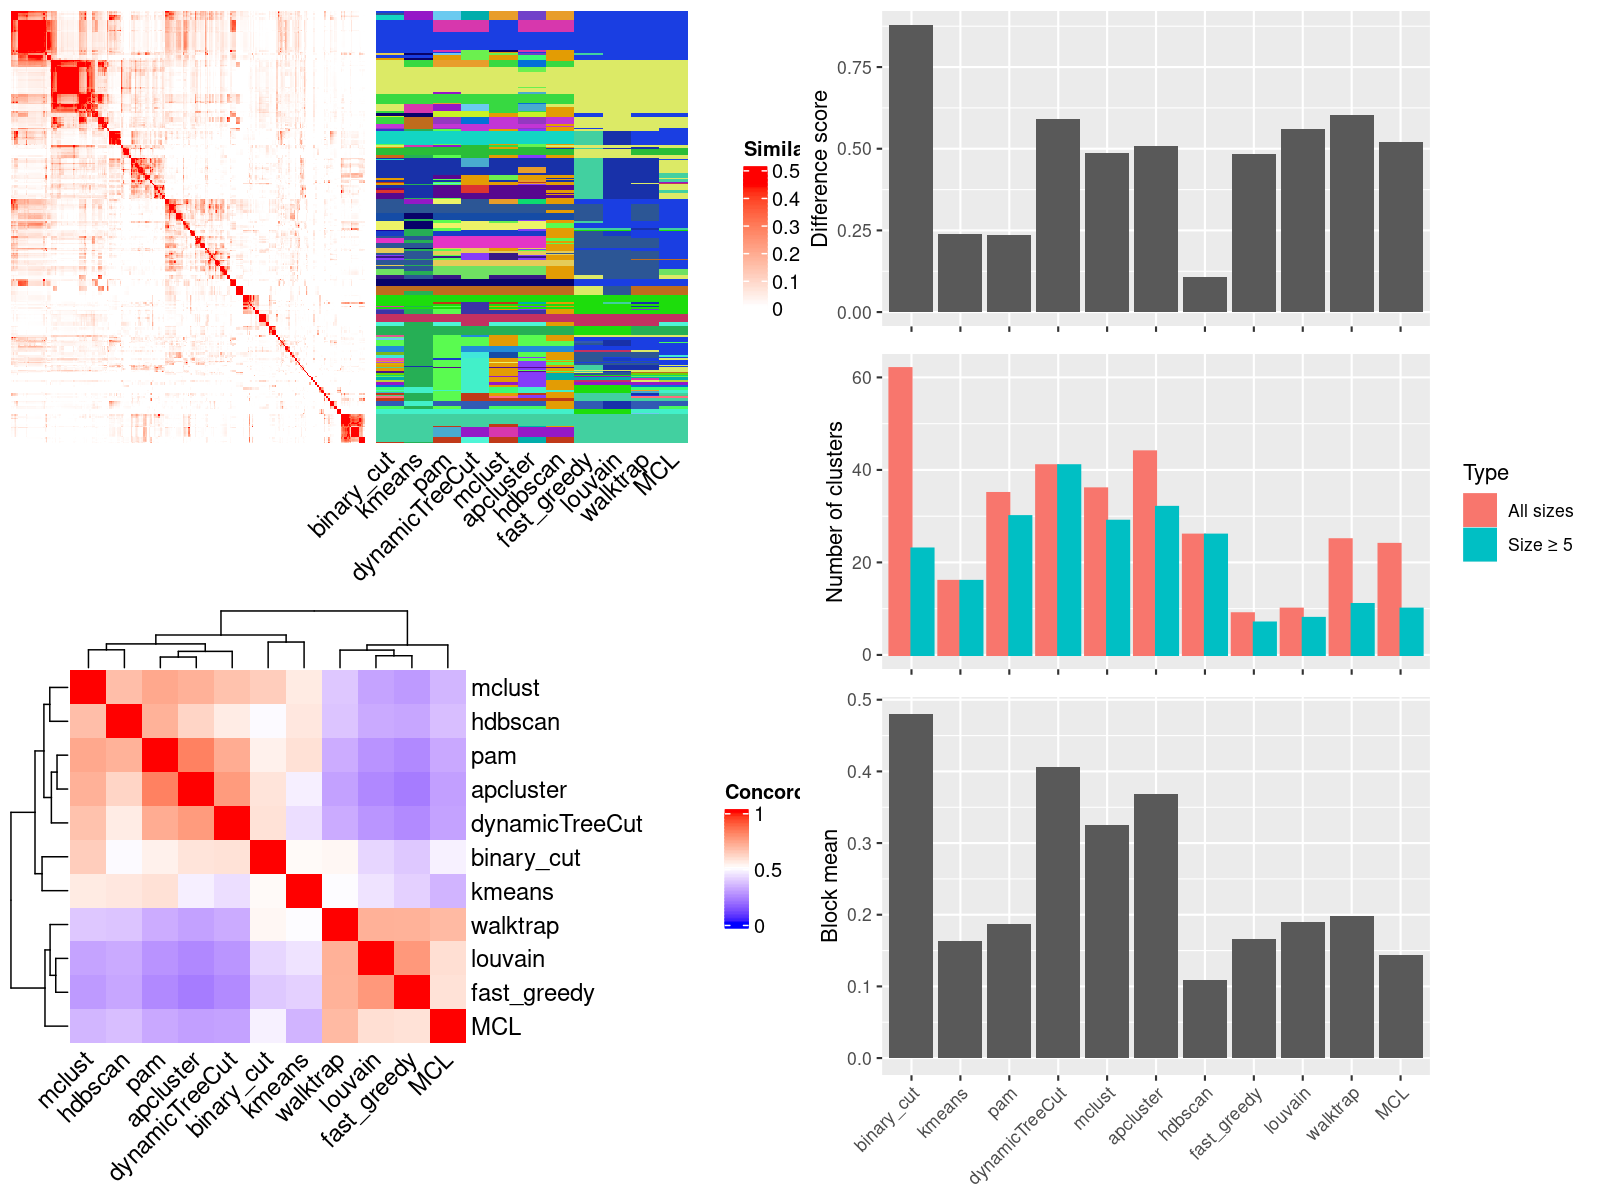 Simila
0.5
0.4
0.3
0.2
0.1
0
binary_cut
kmeans
pam
dynamicTreeCut
mclust
apcluster
hdbscan
fast_greedy
louvain
walktrap
MCL
mclust
hdbscan
pam
apcluster
dynamicTreeCut
binary_cut
kmeans
walktrap
louvain
fast_greedy
MCL
mclust
hdbscan
pam
apcluster
dynamicTreeCut
binary_cut
kmeans
walktrap
louvain
fast_greedy
MCL
Concord
1
0.5
0
Difference score
0.75
0.50
0.25
0.00
Number of clusters
60
40
20
0
Type
All sizes
Size ≥ 5
Block mean
0.5
0.4
0.3
0.2
0.1
0.0
binary_cut
kmeans
pam
dynamicTreeCut
mclust
apcluster
hdbscan
fast_greedy
louvain
walktrap
MCL